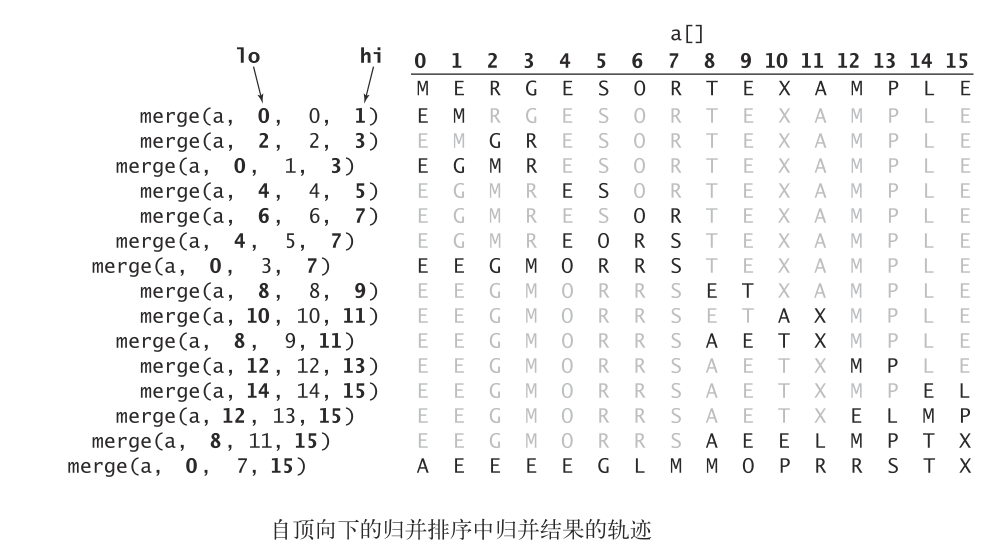 a[]
lo hi 0 1 2 3 4 5 6 7 8 9 10 11 12 13 14 15
M E R G E S O R T E X A M P L E
merge(a, 0, 0, 1) E M R G E S O R T E X A M P L E
merge(a, 2, 2, 3) E M G R E S O R T E X A M P L E
merge(a, 0, 1, 3) E G M R E S O R T E X A M P L E
merge(a, 4, 4, 5) E G M R E S O R T E X A M P L E
merge(a, 6, 6, 7) E G M R E S O R T E X A M P L E
merge(a, 4, 5, 7) E G M R E O R S T E X A M P L E
merge(a, 0, 3, 7) E E G M O R R S T E X A M P L E
merge(a, 8, 8, 9) E E G M O R R S E T X A M P L E
merge(a, 10, 10, 11) E E G M O R R S E T A X M P L E
merge(a, 8, 9, 11) E E G M O R R S A E T X M P L E
merge(a, 12, 12, 13) E E G M O R R S A E T X M P L E
merge(a, 14, 14, 15) E E G M O R R S A E T X M P E L
merge(a, 12, 13, 15) E E G M O R R S A E T X E L M P
merge(a, 8, 11, 15) E E G M O R R S A E E L M P T X
merge(a, 0, 7, 15) A E E E E G L M M O P R R S T X
自顶向下的归并排序中归并结果的轨迹